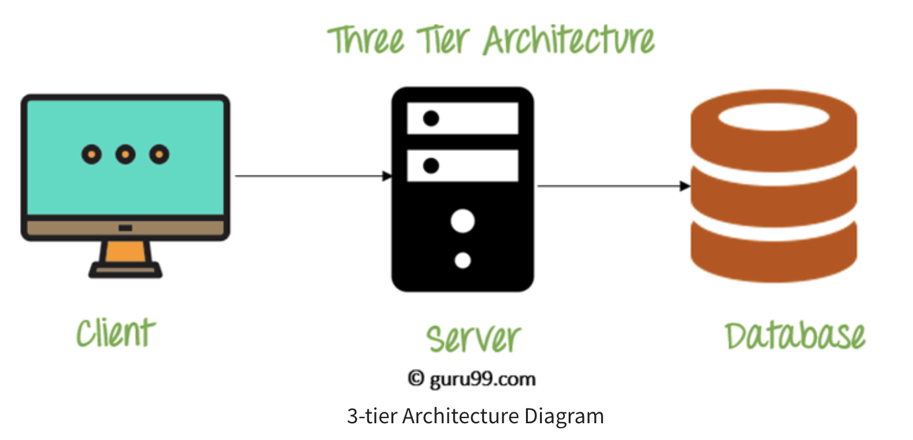 Three Tier Architecture
Client
Server
Database
© guru99.com
3-tier Architecture Diagram